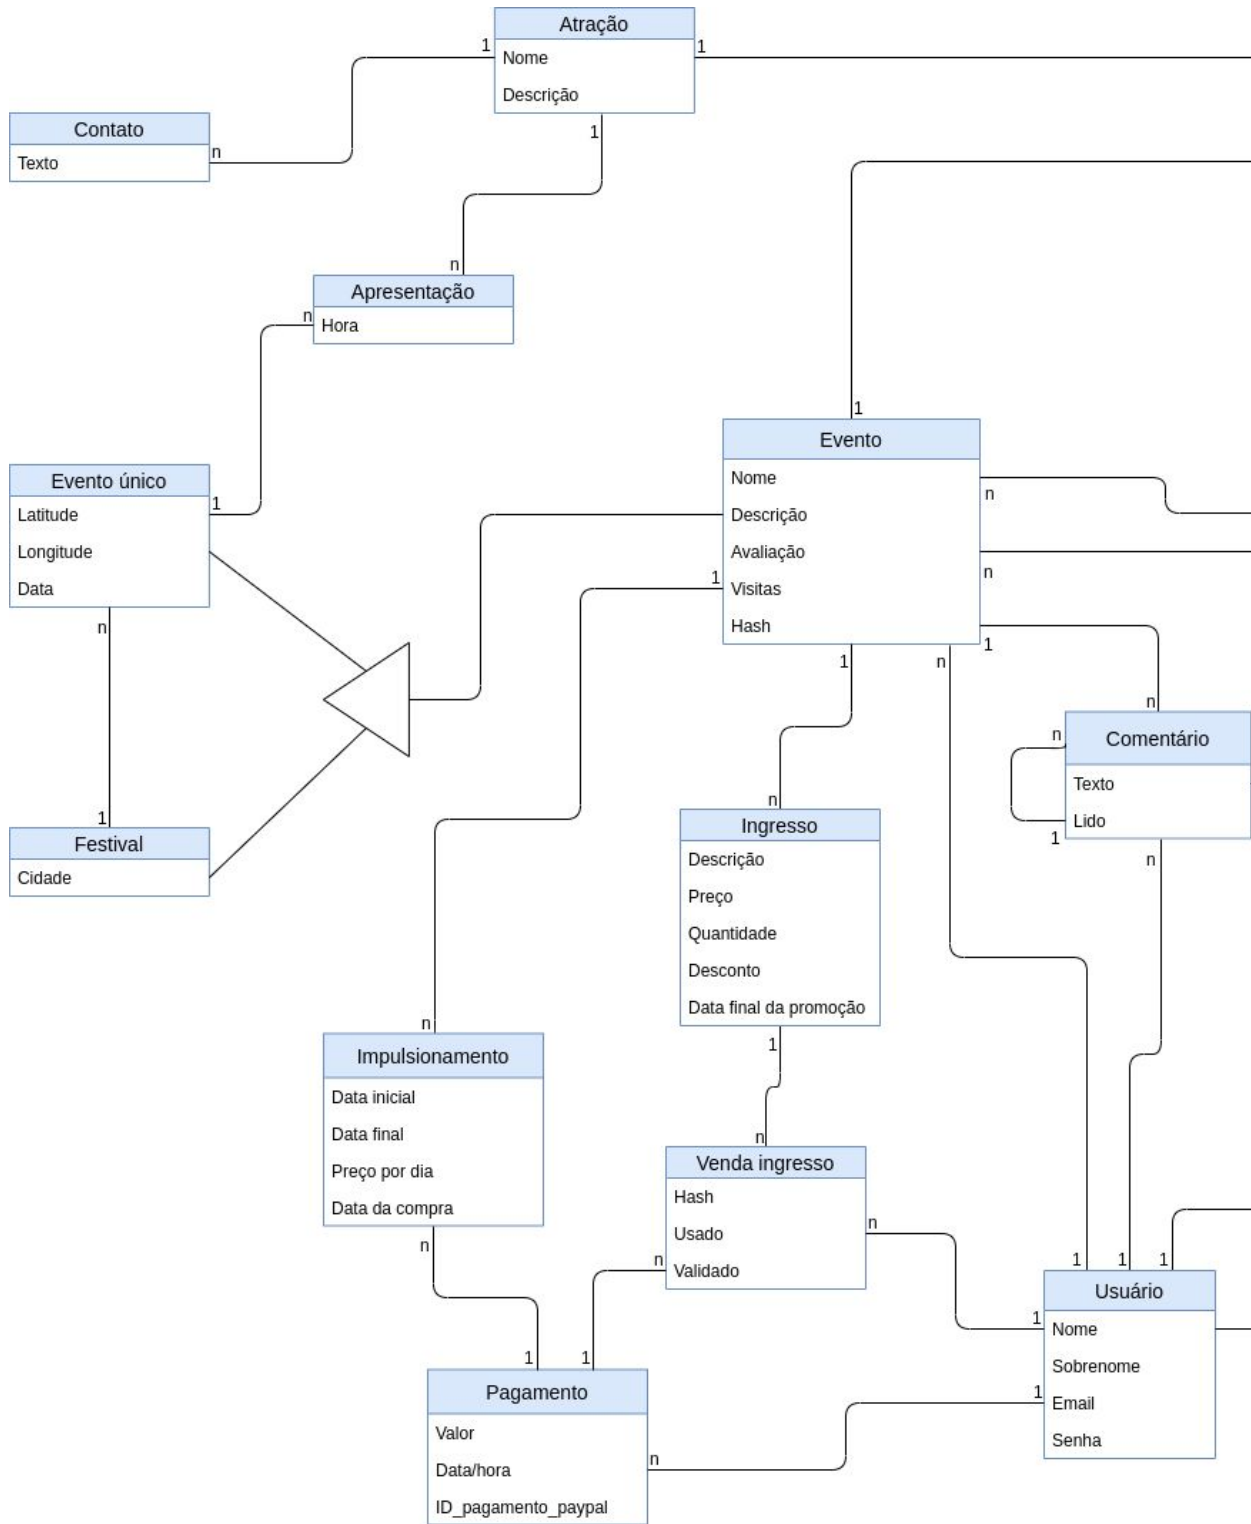 Atração
1
1
Nome
Descrição
1
Contato
n
Texto
n
Apresentação
n
Hora
1
Evento
Evento único
Nome
n
1
Latitude
Descrição
Longitude
Avaliação
n
Data
1
Visitas
n
Hash
1
1
n
n
n
Comentário
Texto
n
Lido
1
1
Ingresso
Festival
n
Descrição
Cidade
Preço
Quantidade
Desconto
Data final da promoção
n
1
Impulsionamento
Data inicial
n
Data final
Venda ingresso
Preço por dia
Hash
Data da compra
n
Usado
n
n
Validado
1
1
1
Usuário
1
Nome
1
1
Sobrenome
Pagamento
1
Email
Valor
Senha
n
Data/hora
ID_pagamento_paypal